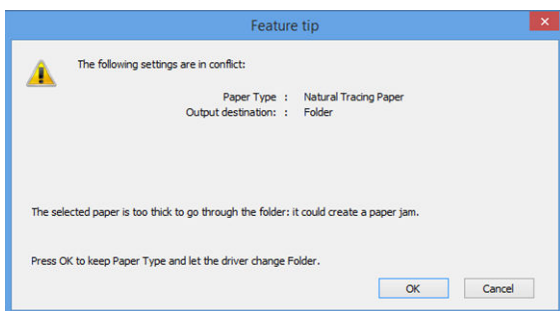 Feature tip
The following settings are in conflict:
Paper Type : Natural Tracing Paper
Output destination: : Folder
The selected paper is too thick to go through the folder: it could create a paper jam.
Press OK to keep Paper Type and let the driver change Folder.
OK Cancel